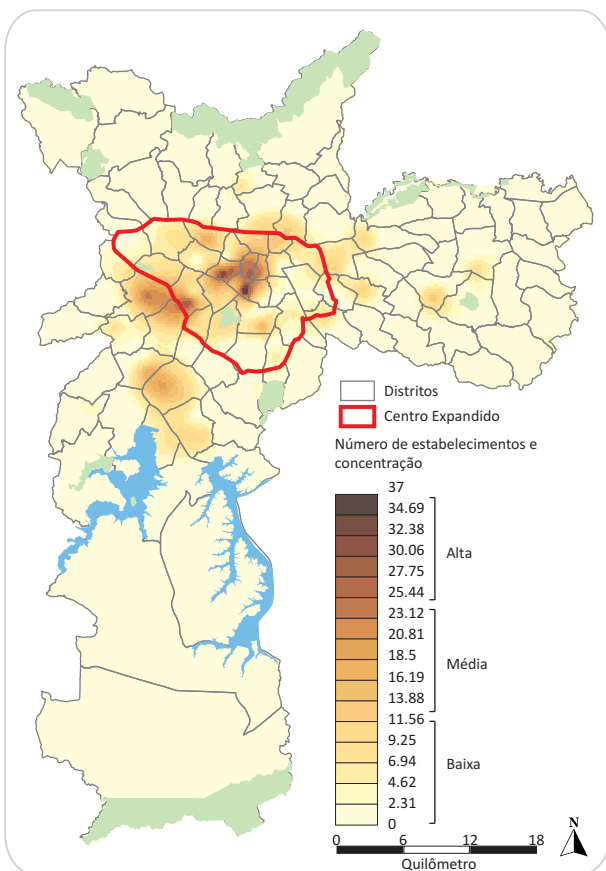 Distritos
Centro Expandido
Número de estabelecimentos e
concentração
37
34.69
32.38
30.06
27.75
25.44
23.12
20.81
18.5
16.19
13.88
11.56
9.25
6.94
4.62
2.31
0
Alta
Média
Baixa
N
0 6 12 18
Quilômetro